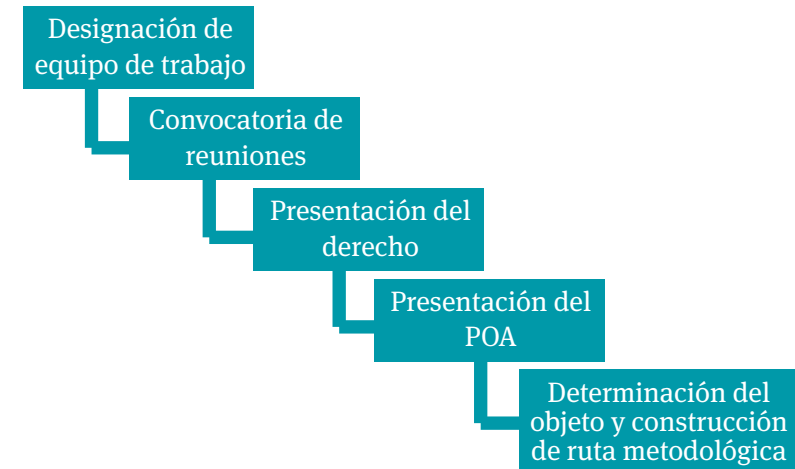 Designación de
equipo de trabajo
Convocatoria de
reuniones
Presentación del
derecho
Presentación del
POA
Determinación del
objeto y construcción
de ruta metodológica